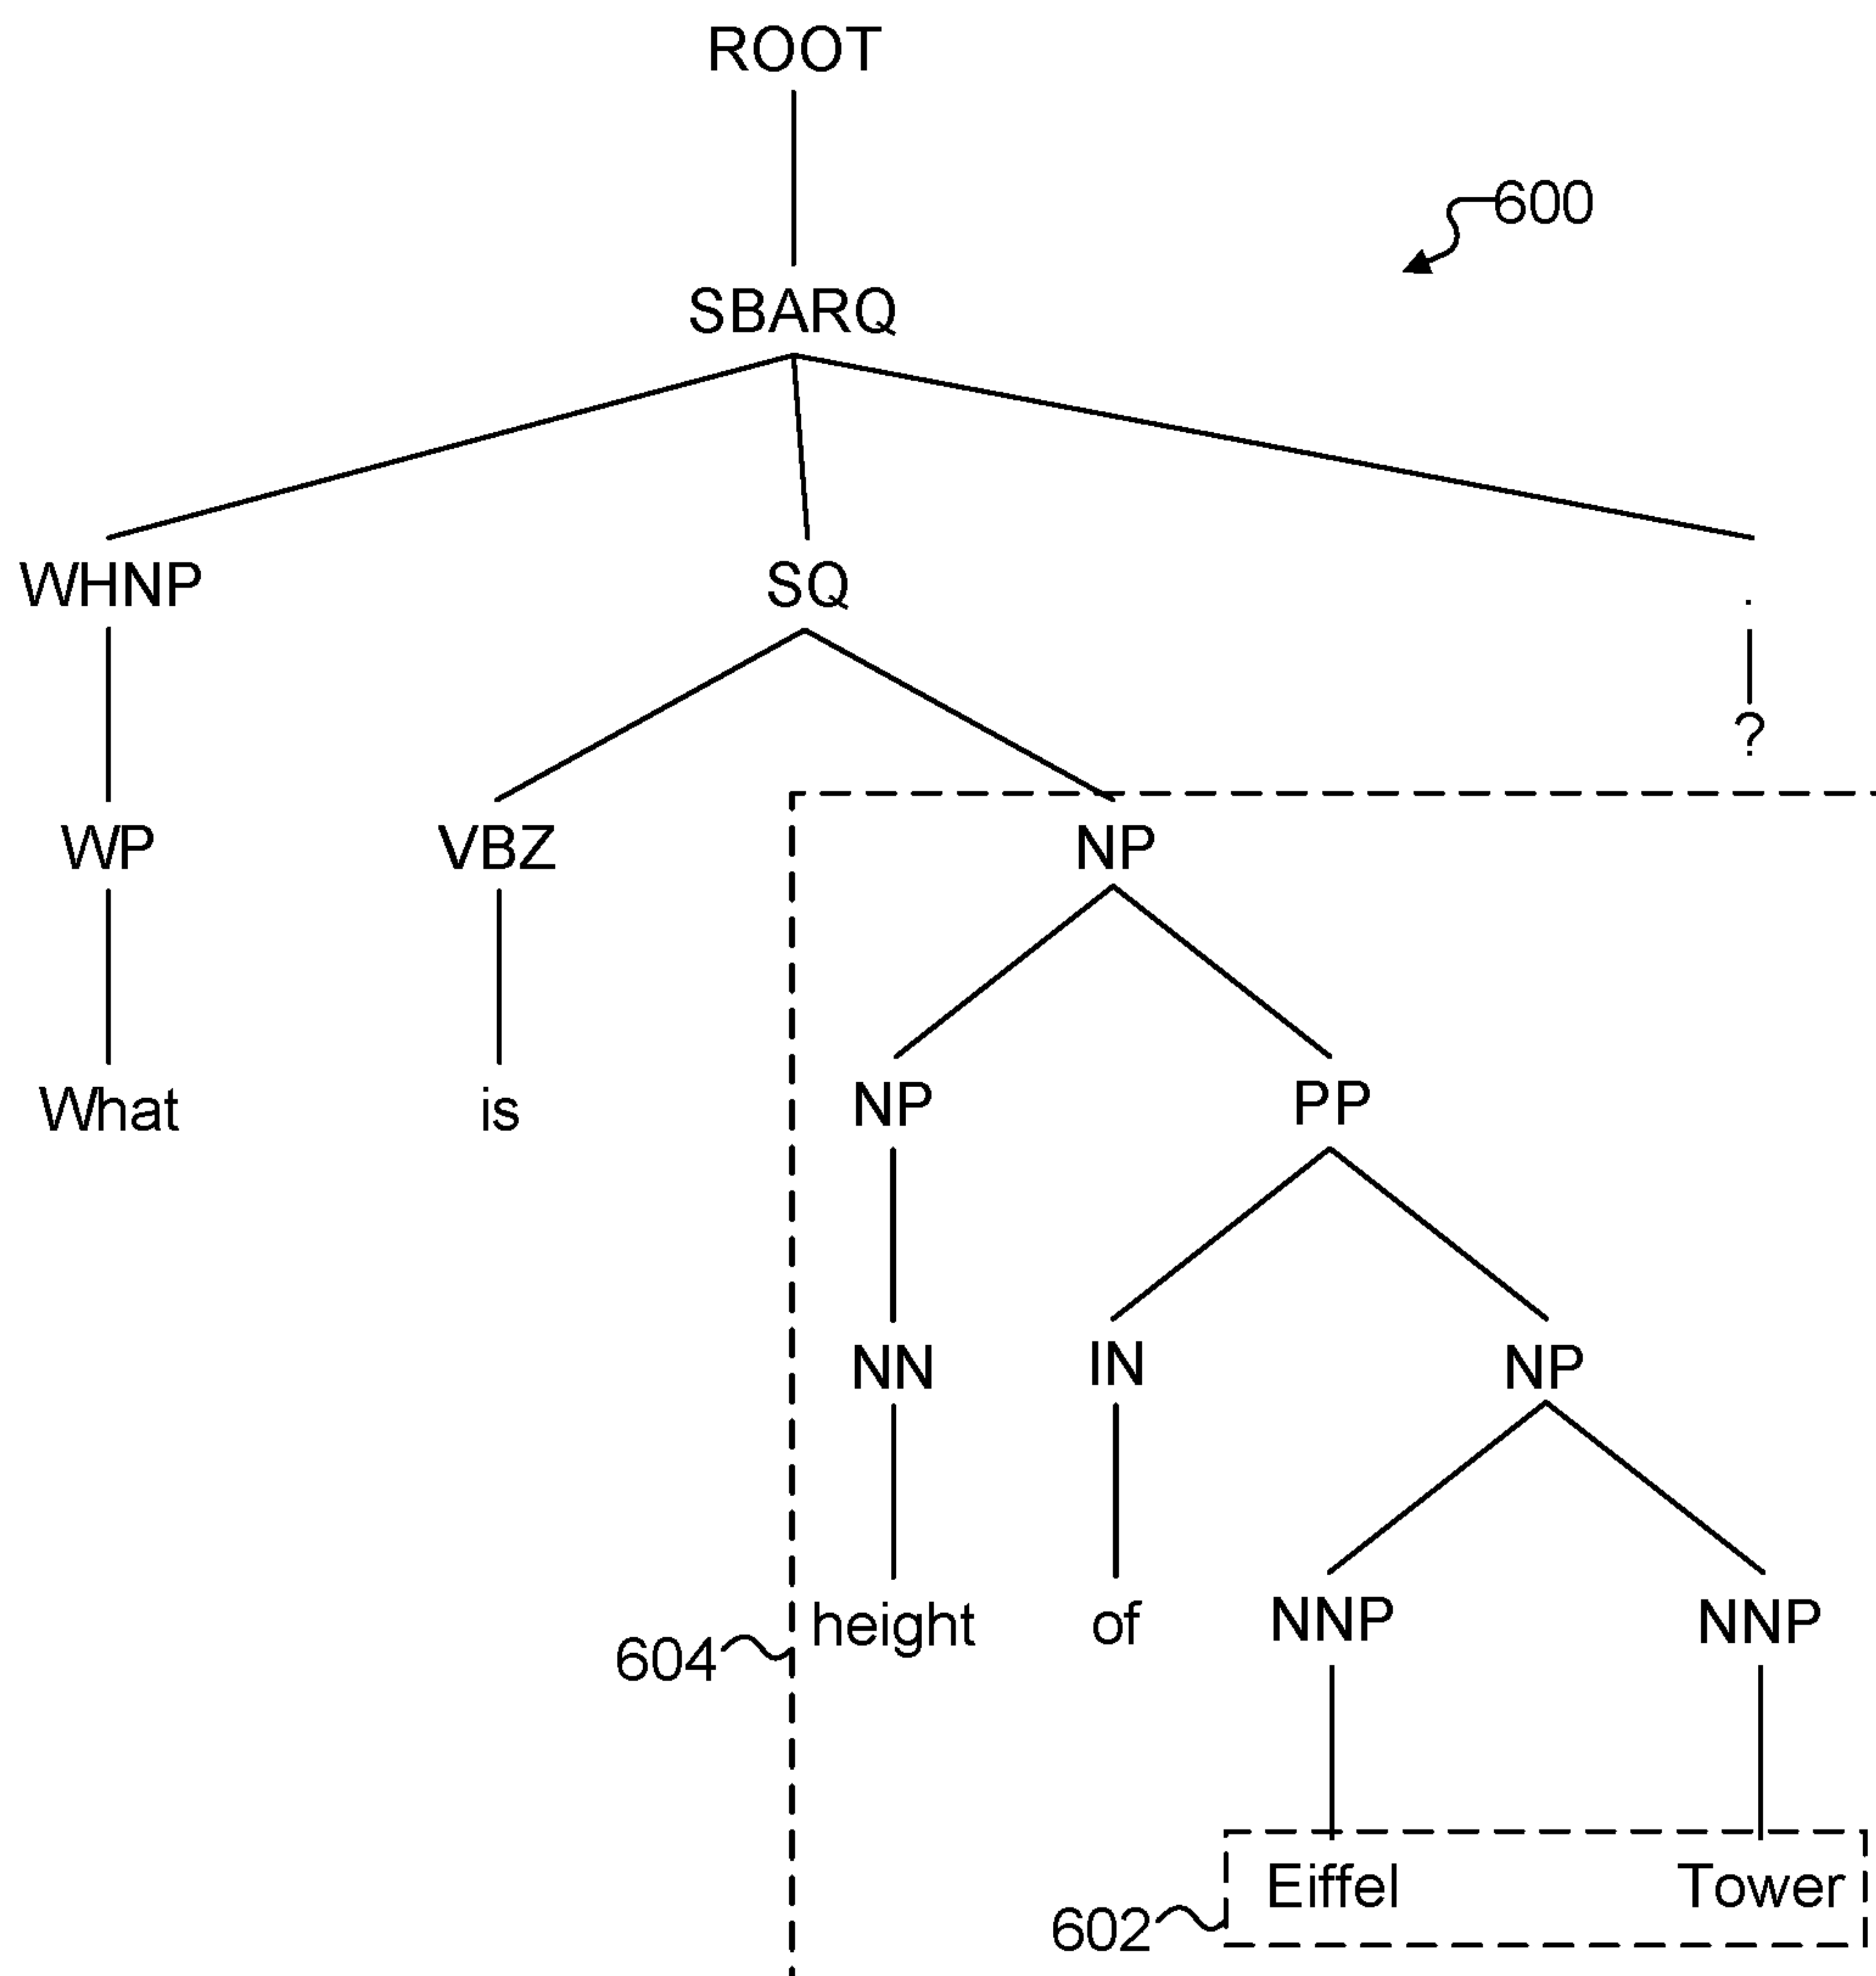 ROOT
600
SBARQ
WHNP SQ .
?
WP VBZ NP
What is NP PP
NN IN NP
604 height of NNP NNP
602 Eiffel Tower